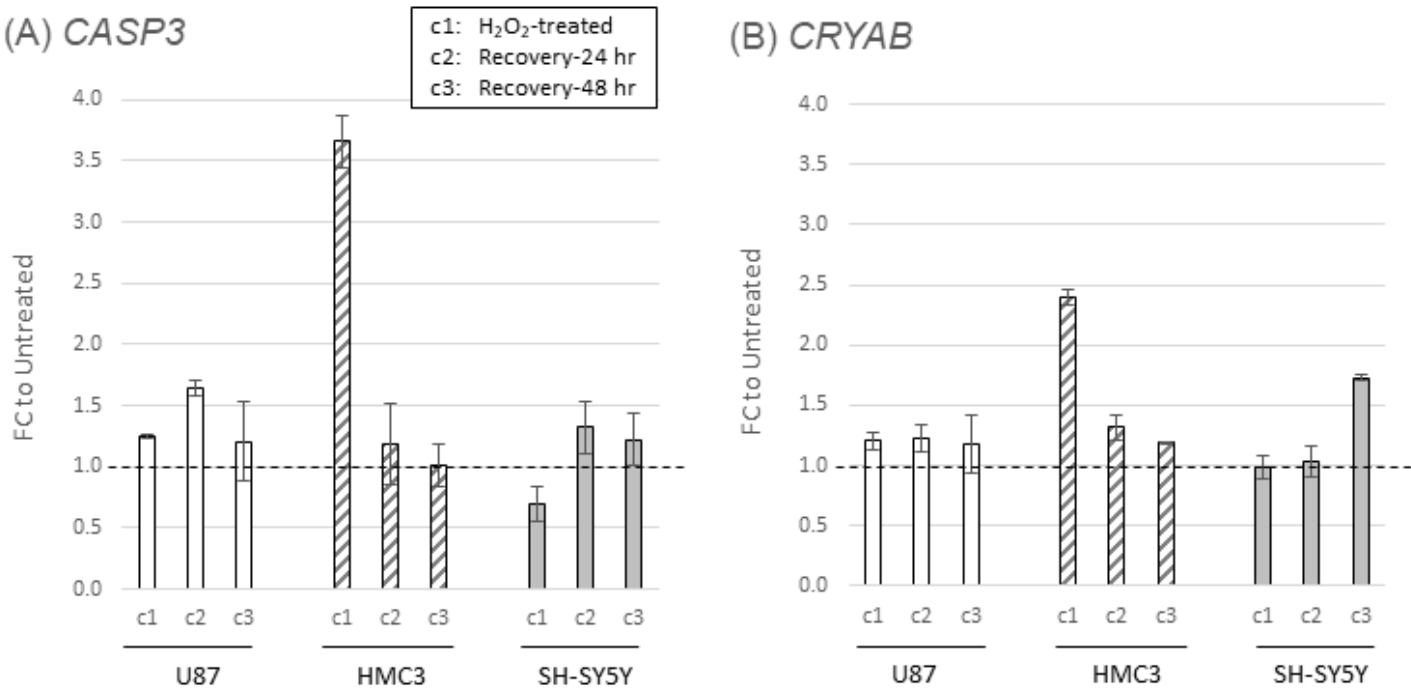 (A) CASP3
c1: H₂O₂-treated
c2: Recovery-24 hr
c3: Recovery-48 hr
FC to Untreated
4.0
3.5
3.0
2.5
2.0
1.5
1.0
0.5
0.0
c1 c2 c3 c1 c2 c3 c1 c2 c3
U87 HMC3 SH-SY5Y
(B) CRYAB
FC to Untreated
4.0
3.5
3.0
2.5
2.0
1.5
1.0
0.5
0.0
c1 c2 c3 c1 c2 c3 c1 c2 c3
U87 HMC3 SH-SY5Y